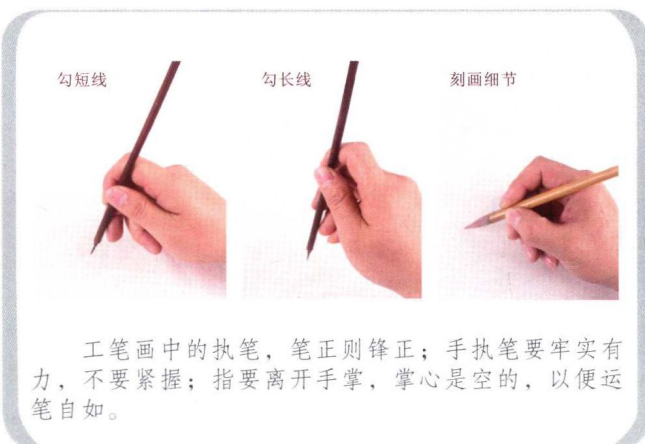 勾短线
勾长线
刻画细节
工笔画中的执笔，笔正则锋正；手执笔要牢实有
力，不要紧握；指要离开手掌，掌心是空的，以便运
笔自如。